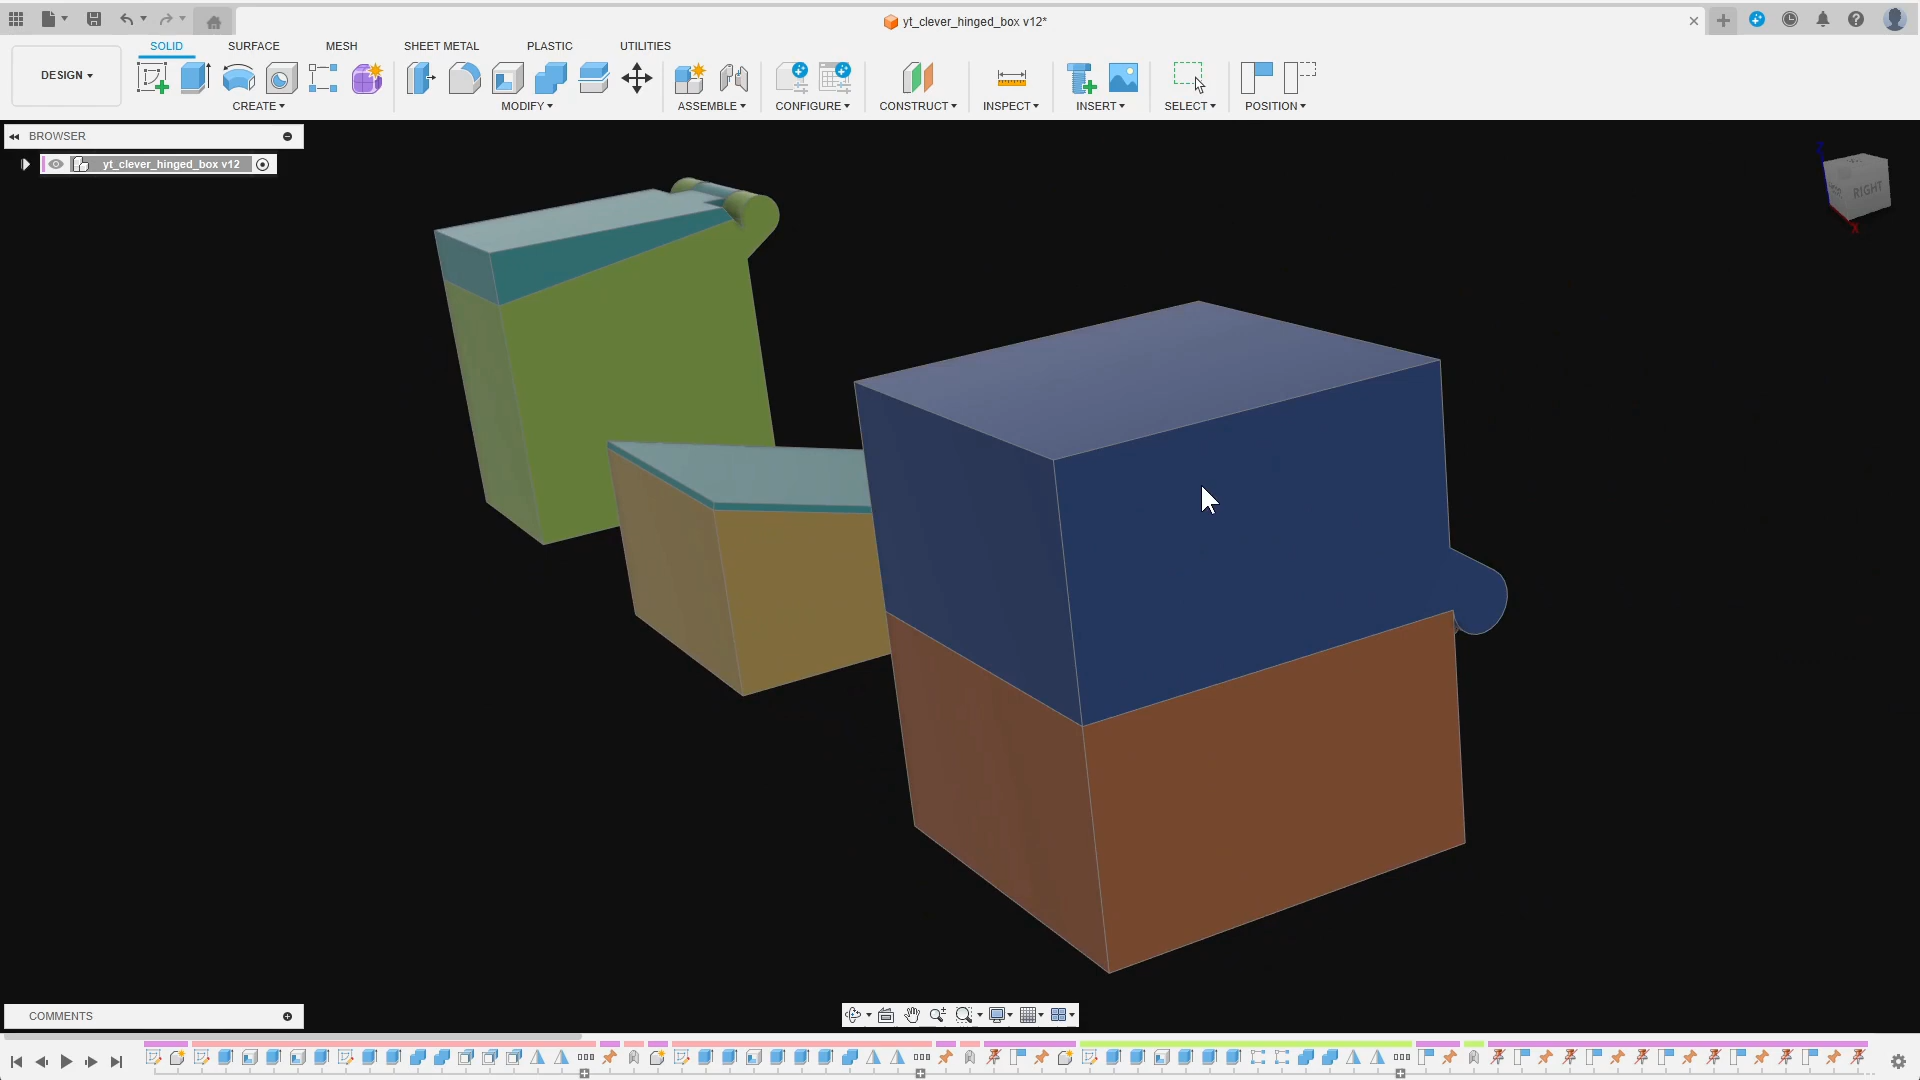 yt_clever_hinged_box v12*
SOLID SURFACE MESH SHEET METAL PLASTIC UTILITIES
DESIGN
CREATE MODIFY ASSEMBLE CONFIGURE CONSTRUCT INSPECT INSERT SELECT POSITION
BROWSER
yt_clever_hinged_box v12
Z
RIGHT
X
COMMENTS